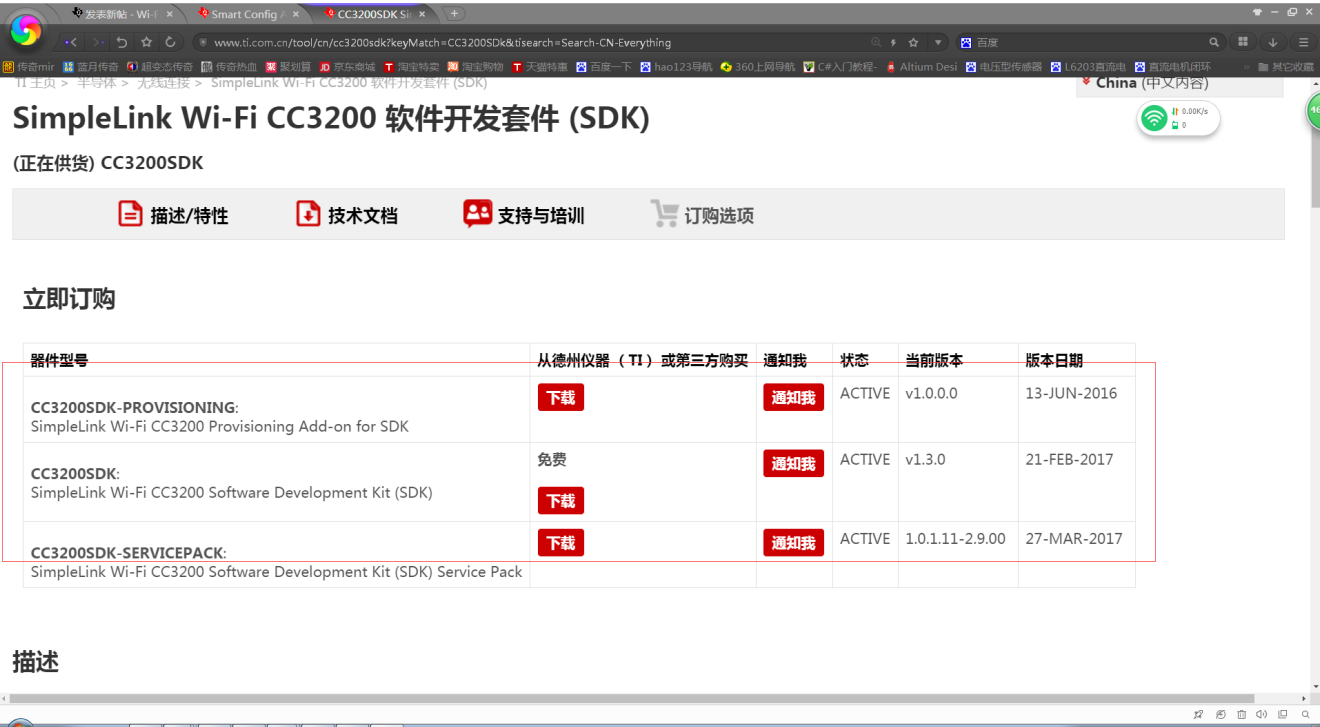 发表新帖 - Wi-F
Smart Config A
CC3200SDK Si
www.ti.com.cn/tool/cn/cc3200sdk?keyMatch=CC3200SDk&tisearch=Search-CN-Everything
百度
传奇mir 蓝月传奇 超变态传奇 传奇热血 聚划算 京东商城 淘宝特卖 淘宝购物 天猫特惠 百度一下 hao123导航 360上网导航 C#入门教程- Altium Desi 电压型传感器 L6203直流电 直流电机闭环 » 其它收藏
TI 主页 > 半导体 > 无线连接 > SimpleLink Wi-Fi CC3200 软件开发套件 (SDK)
China (中文内容)
SimpleLink Wi-Fi CC3200 软件开发套件 (SDK)
0.00K/s
0
(正在供货) CC3200SDK
描述/特性 技术文档 支持与培训 订购选项
立即订购
器件型号 从德州仪器（TI）或第三方购买 通知我 状态 当前版本 版本日期
CC3200SDK-PROVISIONING: 下载 通知我 ACTIVE v1.0.0.0 13-JUN-2016
SimpleLink Wi-Fi CC3200 Provisioning Add-on for SDK
CC3200SDK: 免费 通知我 ACTIVE v1.3.0 21-FEB-2017
SimpleLink Wi-Fi CC3200 Software Development Kit (SDK)
下载
CC3200SDK-SERVICEPACK: 下载 通知我 ACTIVE 1.0.1.11-2.9.00 27-MAR-2017
SimpleLink Wi-Fi CC3200 Software Development Kit (SDK) Service Pack
描述